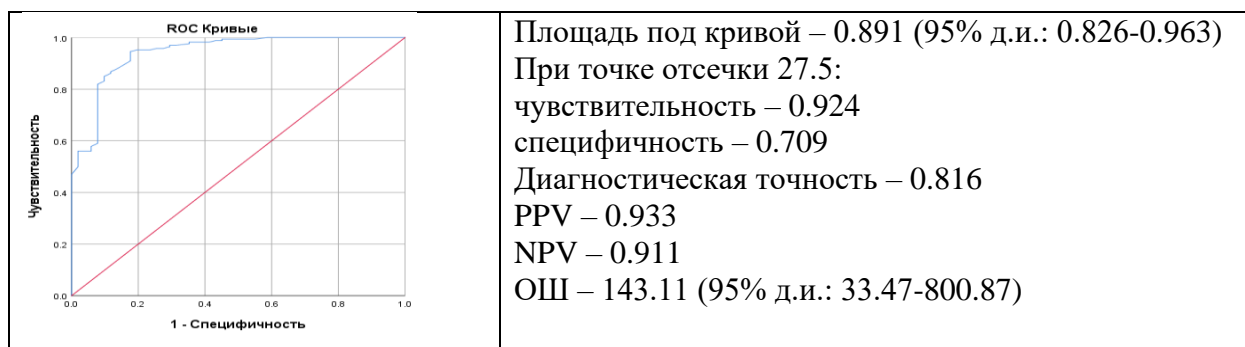 ROC Кривые
1.0
0.8
0.6
0.4
0.2
0.0
Чувствительность
0.0 0.2 0.4 0.6 0.8 1.0
1 - Специфичность
Площадь под кривой – 0.891 (95% д.и.: 0.826-0.963)
При точке отсечки 27.5:
чувствительность – 0.924
специфичность – 0.709
Диагностическая точность – 0.816
PPV – 0.933
NPV – 0.911
ОШ – 143.11 (95% д.и.: 33.47-800.87)